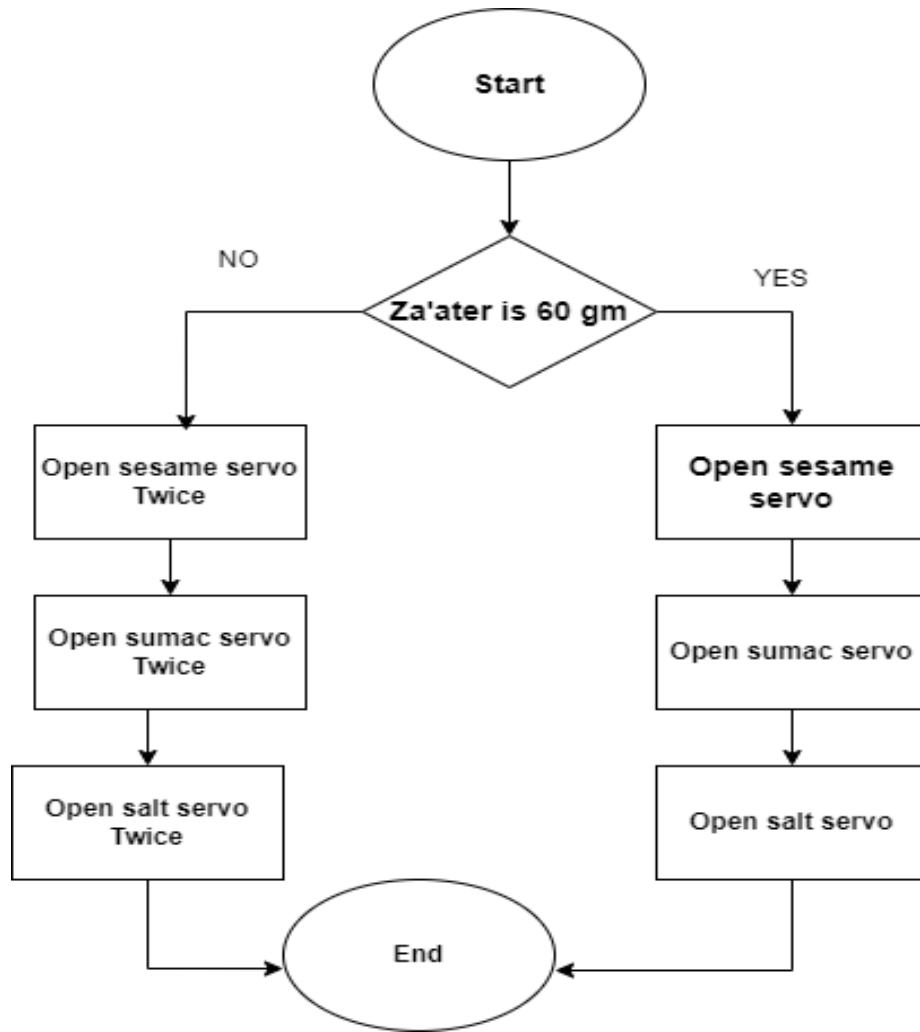 Start
NO
YES
Za'ater is 60 gm
Open sesame servo
Twice
Open sesame
servo
Open sumac servo
Twice
Open sumac servo
Open salt servo
Twice
Open salt servo
End